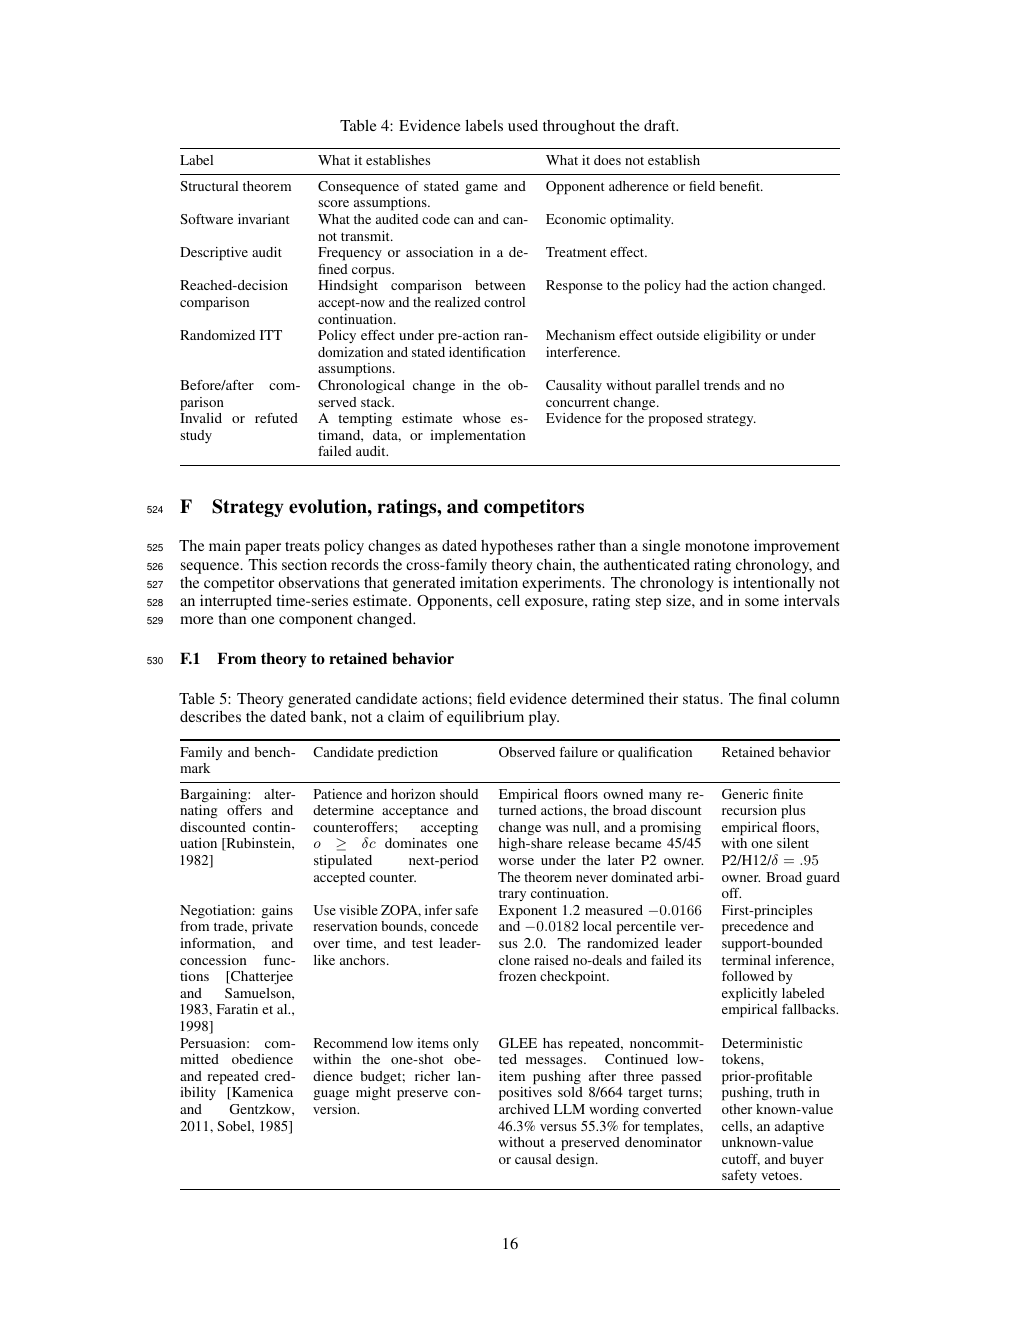 Table 4: Evidence labels used throughout the draft.
Label What it establishes What it does not establish
Structural theorem Consequence of stated game and Opponent adherence or field benefit.
score assumptions.
Software invariant What the audited code can and can- Economic optimality.
not transmit.
Descriptive audit Frequency or association in a de- Treatment effect.
fined corpus.
Reached-decision Hindsight comparison between Response to the policy had the action changed.
comparison accept-now and the realized control
continuation.
Randomized ITT Policy effect under pre-action ran- Mechanism effect outside eligibility or under
domization and stated identification interference.
assumptions.
Before/after com- Chronological change in the ob- Causality without parallel trends and no
parison served stack. concurrent change.
Invalid or refuted A tempting estimate whose es- Evidence for the proposed strategy.
study timand, data, or implementation
failed audit.
524 F Strategy evolution, ratings, and competitors
525 The main paper treats policy changes as dated hypotheses rather than a single monotone improvement
526 sequence. This section records the cross-family theory chain, the authenticated rating chronology, and
527 the competitor observations that generated imitation experiments. The chronology is intentionally not
528 an interrupted time-series estimate. Opponents, cell exposure, rating step size, and in some intervals
529 more than one component changed.
530 F.1 From theory to retained behavior
Table 5: Theory generated candidate actions; field evidence determined their status. The final column
describes the dated bank, not a claim of equilibrium play.
Family and bench- Candidate prediction Observed failure or qualification Retained behavior
mark
Bargaining: alter- Patience and horizon should Empirical floors owned many re- Generic finite
nating offers and determine acceptance and turned actions, the broad discount recursion plus
discounted contin- counteroffers; accepting change was null, and a promising empirical floors,
uation [Rubinstein, o ≥ δc dominates one high-share release became 45/45 with one silent
1982] stipulated next-period worse under the later P2 owner. P2/H12/δ = .95
accepted counter. The theorem never dominated arbi- owner. Broad guard
trary continuation. off.
Negotiation: gains Use visible ZOPA, infer safe Exponent 1.2 measured −0.0166 First-principles
from trade, private reservation bounds, concede and −0.0182 local percentile ver- precedence and
information, and over time, and test leader- sus 2.0. The randomized leader support-bounded
concession func- like anchors. clone raised no-deals and failed its terminal inference,
tions [Chatterjee frozen checkpoint. followed by
and Samuelson, explicitly labeled
1983, Faratin et al., empirical fallbacks.
1998]
Persuasion: com- Recommend low items only GLEE has repeated, noncommit- Deterministic
mitted obedience within the one-shot obe- ted messages. Continued low- tokens,
and repeated cred- dience budget; richer lan- item pushing after three passed prior-profitable
ibility [Kamenica guage might preserve con- positives sold 8/664 target turns; pushing, truth in
and Gentzkow, version. archived LLM wording converted other known-value
2011, Sobel, 1985] 46.3% versus 55.3% for templates, cells, an adaptive
without a preserved denominator unknown-value
or causal design. cutoff, and buyer
safety vetoes.
16